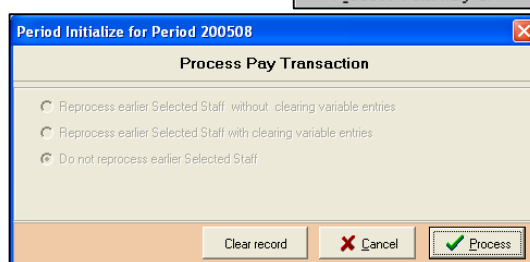 Period Initialize for Period 200508
Process Pay Transaction
Reprocess earlier Selected Staff without clearing variable entries
Reprocess earlier Selected Staff with clearing variable entries
Do not reprocess earlier Selected Staff
Clear record
Cancel
Process